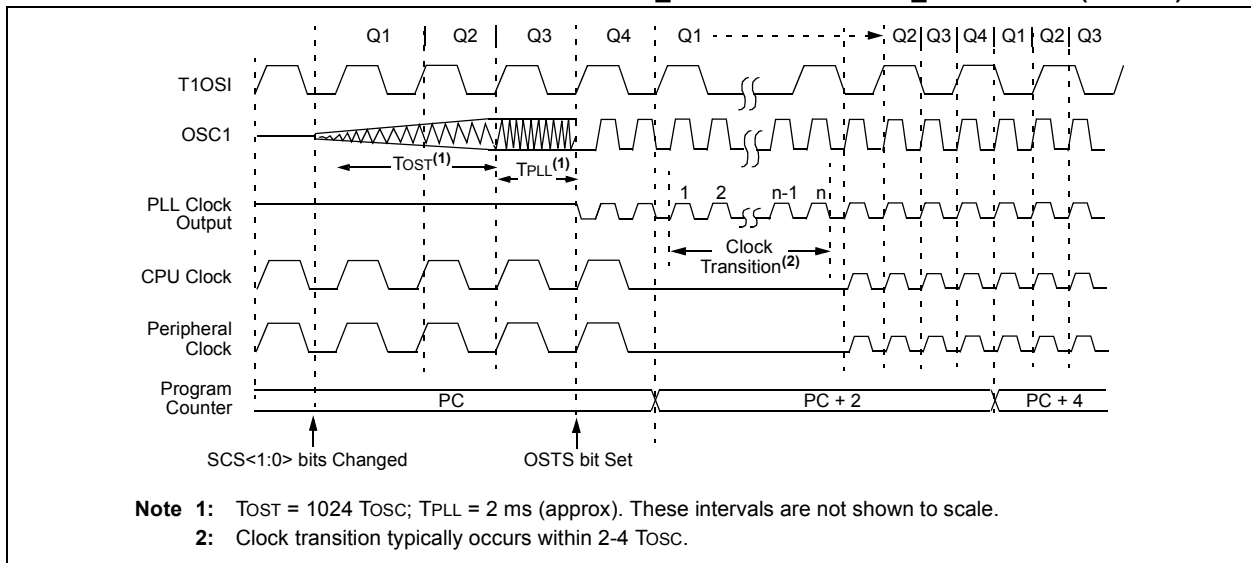 Q1 Q2 Q3 Q4 Q1 Q2 Q3 Q4 Q1 Q2 Q3
T1OSI
OSC1
TOST(1) TPLL(1)
1 2 n-1 n
PLL Clock
Output
Clock
Transition(2)
CPU Clock
Peripheral
Clock
Program
Counter
PC PC + 2 PC + 4
SCS<1:0> bits Changed OSTS bit Set
Note 1: TOST = 1024 TOSC; TPLL = 2 ms (approx). These intervals are not shown to scale.
2: Clock transition typically occurs within 2-4 TOSC.